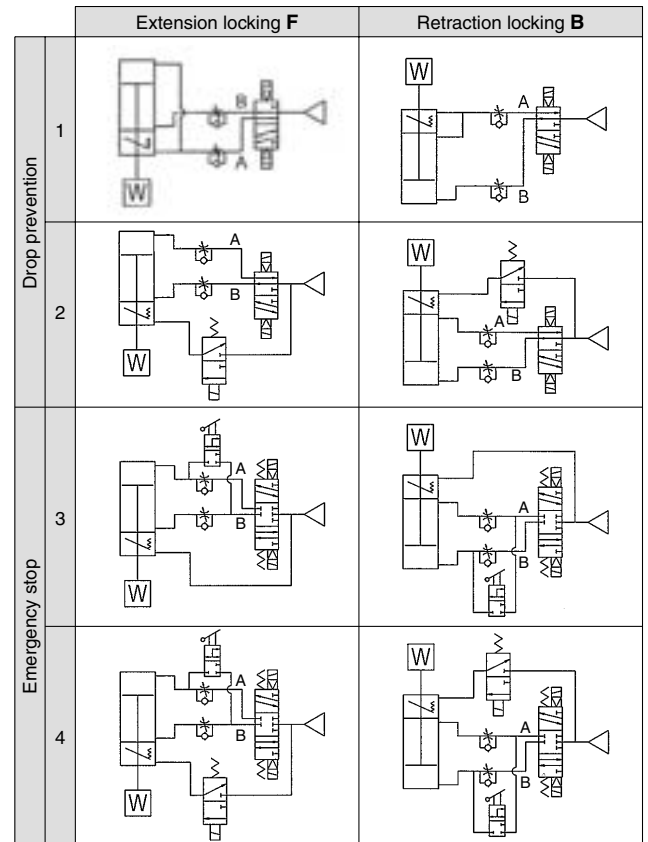 Extension locking F
Retraction locking B
Drop prevention
1
B
A
W
W
A
B
2
A
B
W
W
A
B
Emergency stop
3
A
B
W
W
A
B
4
A
B
W
W
A
B